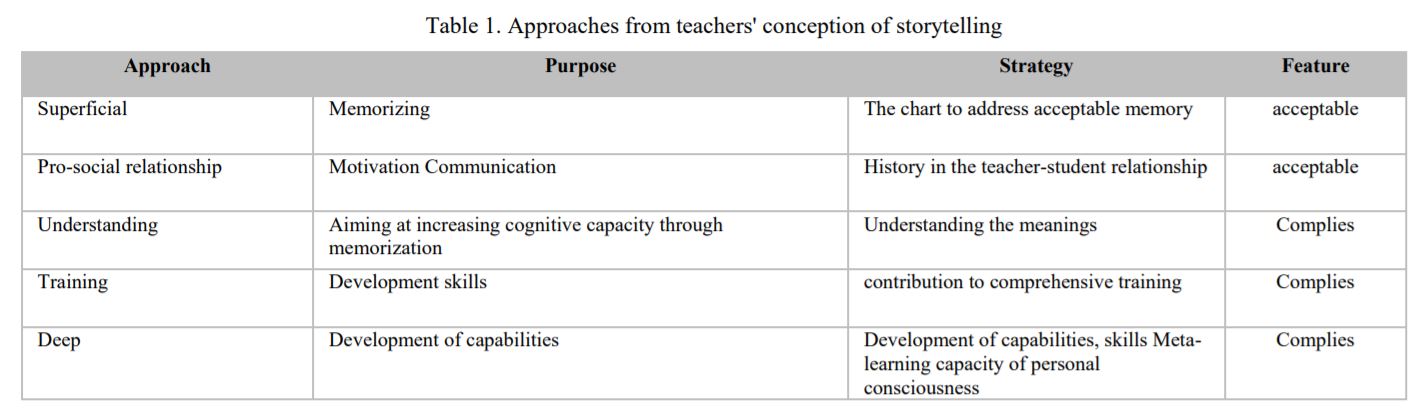 Table 1. Approaches from teachers' conception of storytelling
Approach Purpose Strategy Feature
Superficial Memorizing The chart to address acceptable memory acceptable
Pro-social relationship Motivation Communication History in the teacher-student relationship acceptable
Understanding Aiming at increasing cognitive capacity through Understanding the meanings Complies
memorization
Training Development skills contribution to comprehensive training Complies
Deep Development of capabilities Development of capabilities, skills Meta- Complies
learning capacity of personal
consciousness